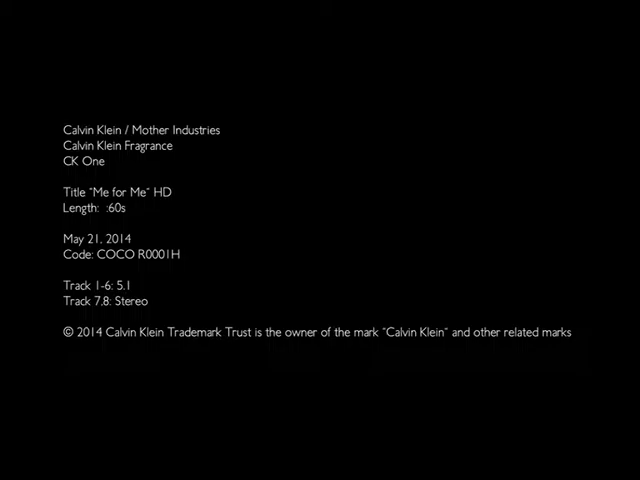 Calvin Klein / Mother Industries
Calvin Klein Fragrance
CK One
Title "Me for Me" HD
Length: :60s
May 21, 2014
Code: COCO R0001H
Track 1-6: 5.1
Track 7.8: Stereo
© 2014 Calvin Klein Trademark Trust is the owner of the mark "Calvin Klein" and other related marks